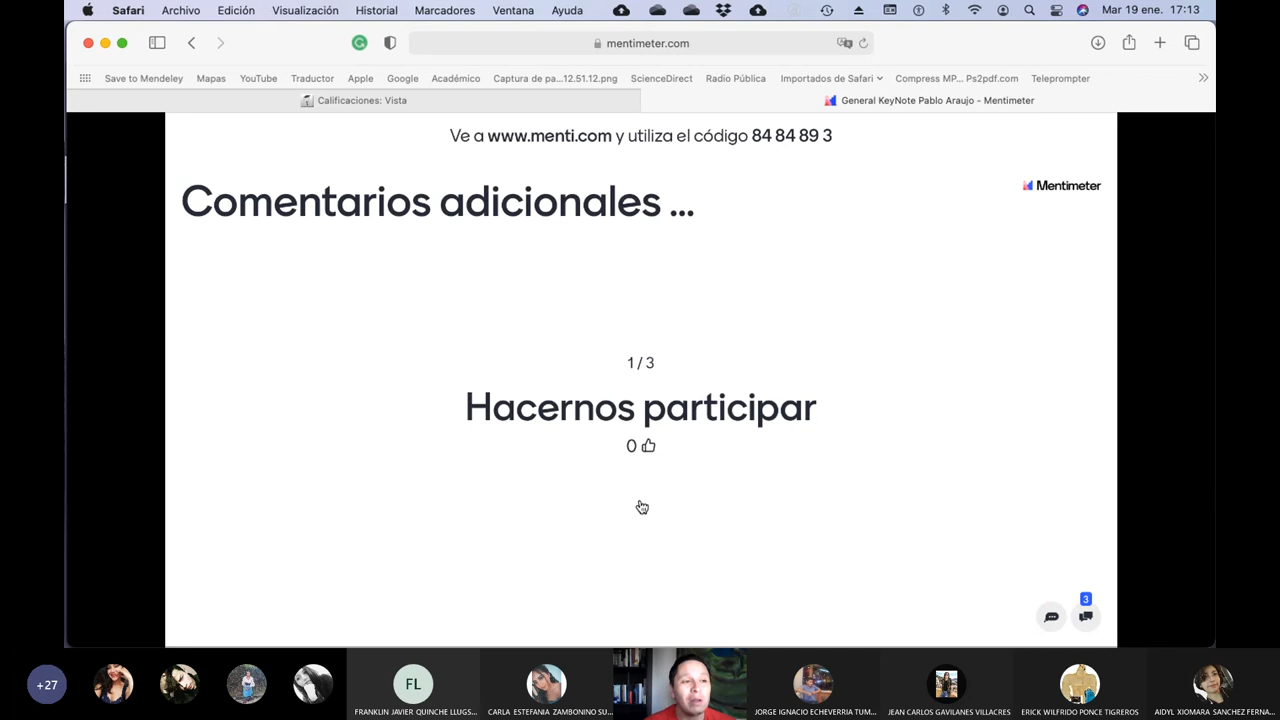 Safari Archivo Edición Visualización Historial Marcadores Ventana Ayuda Mar 19 ene. 17:13
mentimeter.com
Save to Mendeley Mapas YouTube Traductor Apple Google Académico Captura de pa...12.51.12.png ScienceDirect Radio Pública Importados de Safari Compress MP... Ps2pdf.com Teleprompter
Calificaciones: Vista General KeyNote Pablo Araujo - Mentimeter
Ve a www.menti.com y utiliza el código 84 84 89 3
Mentimeter
Comentarios adicionales ...
1 / 3
Hacernos participar
0
3
+27
FL
FRANKLIN JAVIER QUINCHE LLUGS... CARLA ESTEFANIA ZAMBONINO SU... JORGE IGNACIO ECHEVERRIA TUM... JEAN CARLOS GAVILANES VILLACRES ERICK WILFRIDO PONCE TIGREROS AIDYL XIOMARA SANCHEZ FERNA...